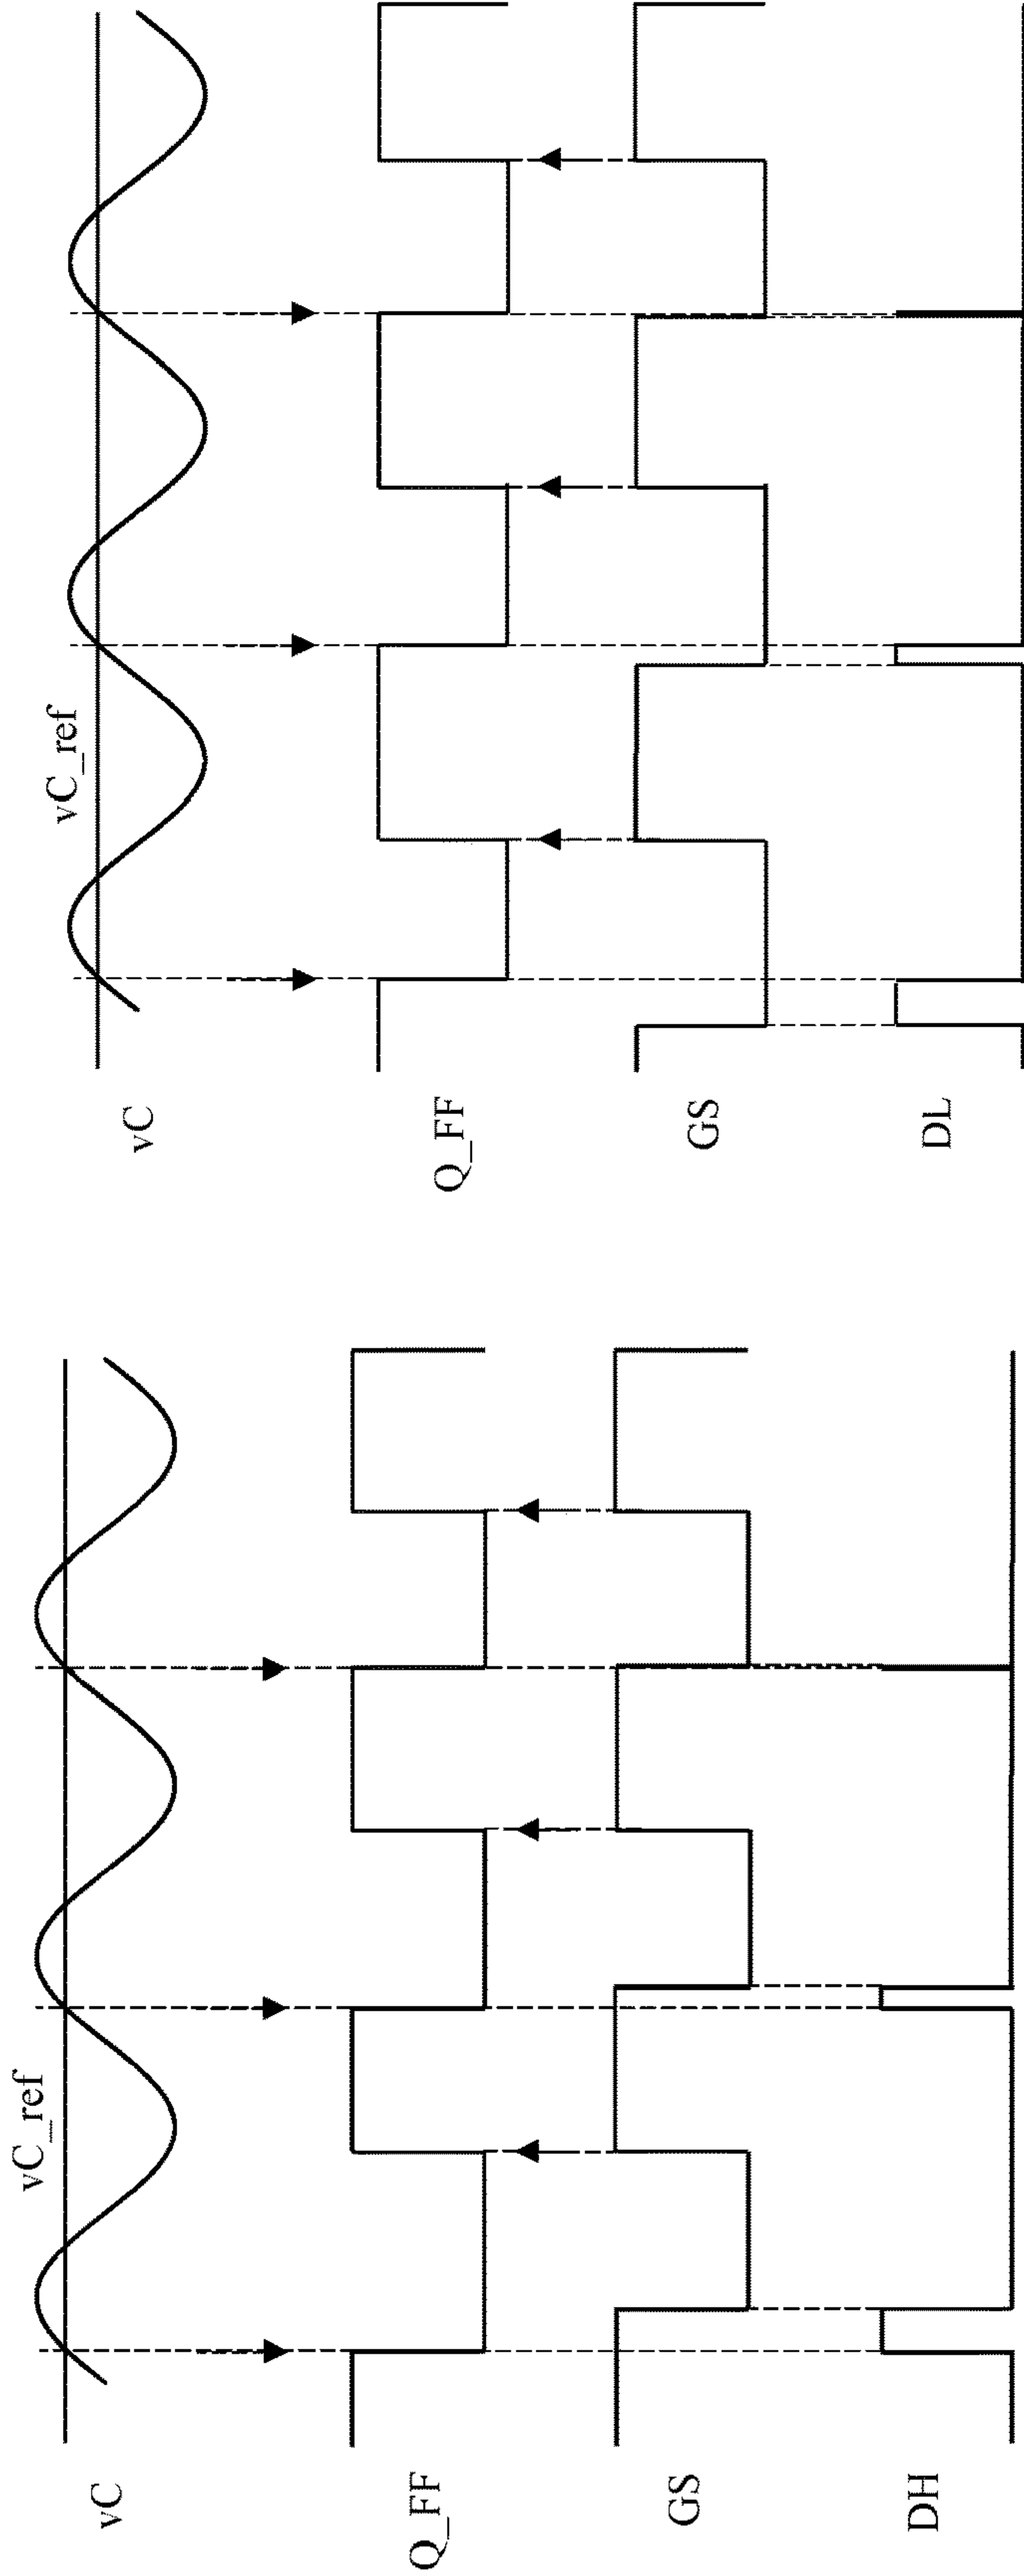 vC_ref
vC
Q_FF
GS
DH
vC_ref
vC
Q_FF
GS
DL